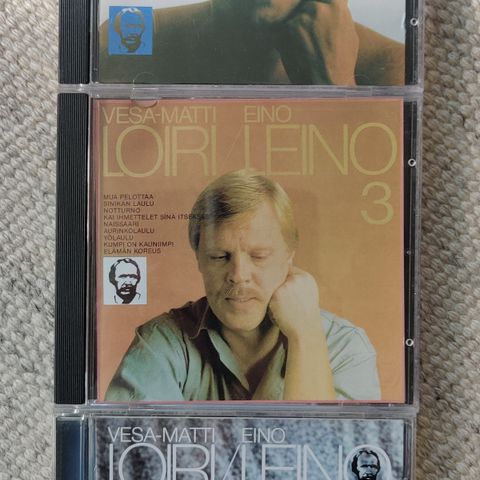 VESA-MATTI EINO
LOIRI/LEINO
3
MUA PELOTTAA
SINIKAN LAULU
NOTTURNO
KAI IHMETTELET SINÄ ITSEKSES
NAISSAARI
AURINKOLAULU
YÖLAULU
KUMPI ON KAUNIIMPI
ELÄMÄN KOREUS
VESA-MATTI EINO
LOIRI/LEINO